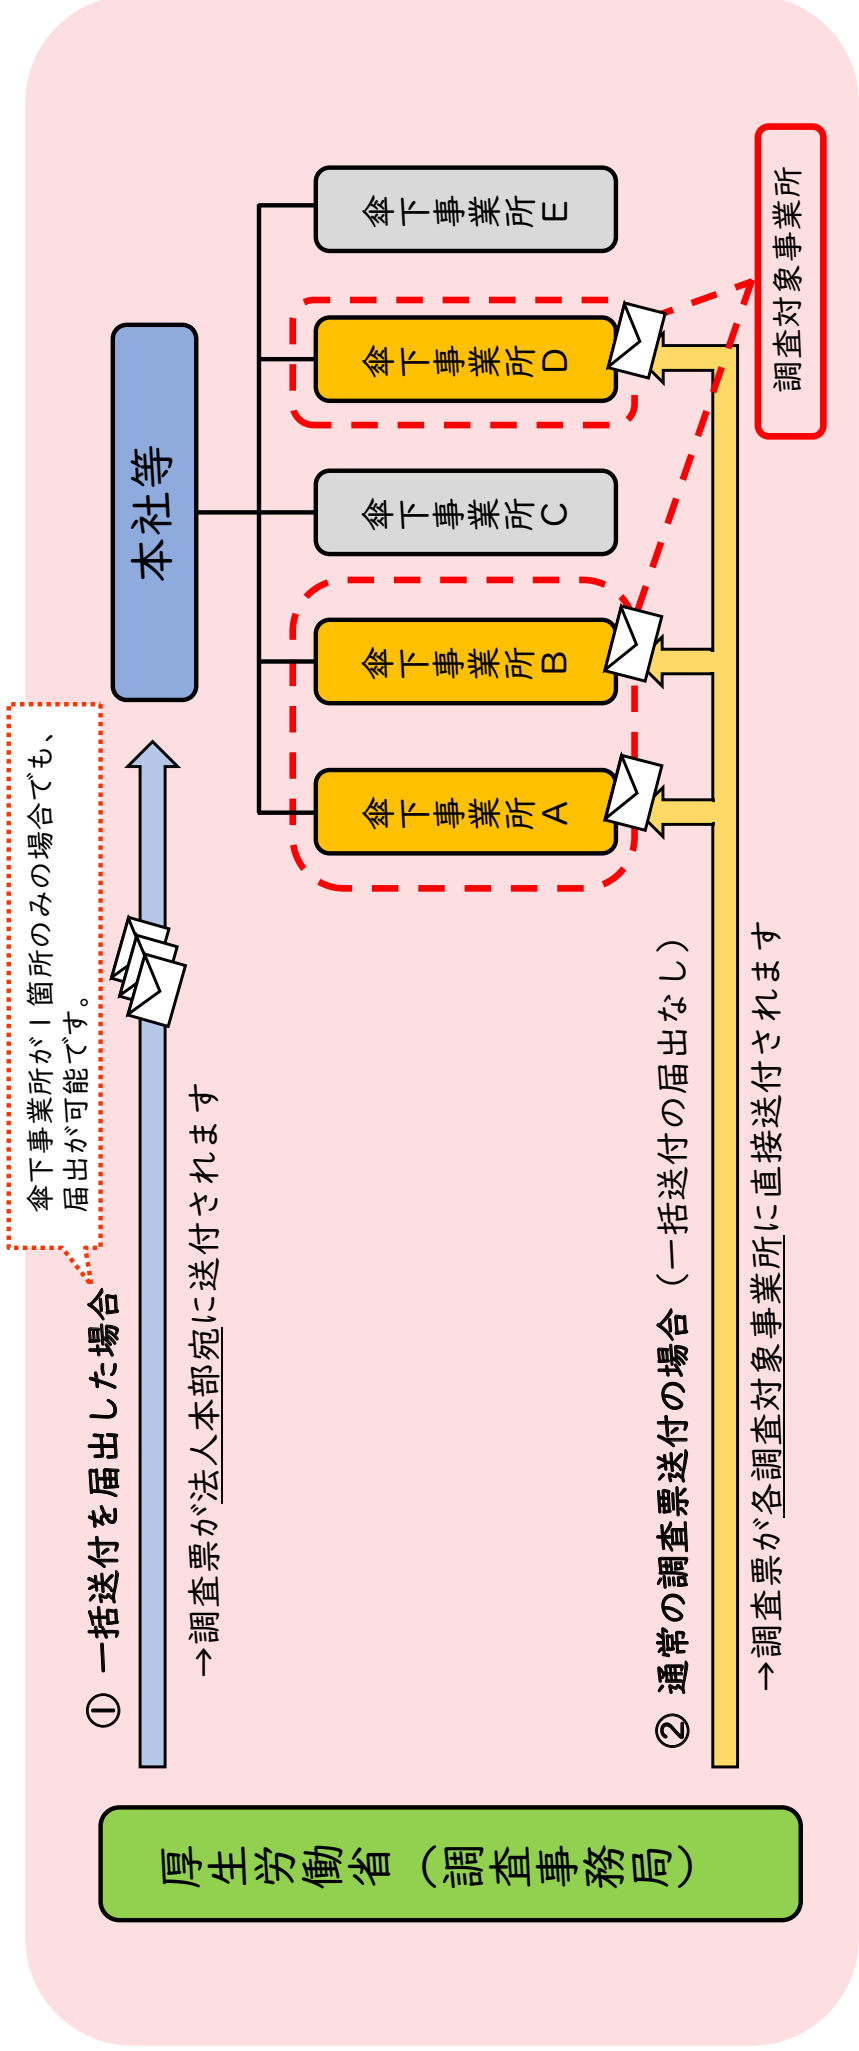 傘下事業所が1箇所のみの場合でも、
届出が可能です。
① 一括送付を届出した場合
→調査票が法人本部宛に送付されます
本社等
厚生労働省（調査事務局）
傘下事業所A
傘下事業所B
傘下事業所C
傘下事業所D
傘下事業所E
② 通常の調査票送付の場合（一括送付の届出なし）
→調査票が各調査対象事業所に直接送付されます
調査対象事業所